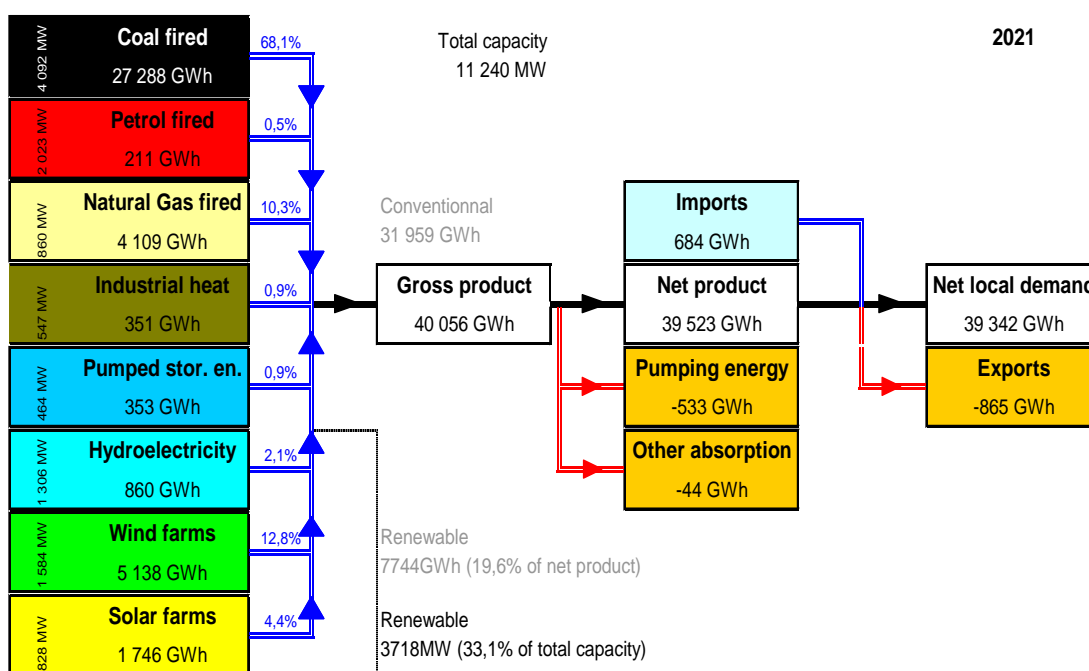 4 092 MW
Coal fired
27 288 GWh
68,1%
Total capacity
11 240 MW
2021
2 023 MW
Petrol fired
211 GWh
0,5%
860 MW
Natural Gas fired
4 109 GWh
10,3%
Conventionnal
31 959 GWh
Imports
684 GWh
547 MW
Industrial heat
351 GWh
0,9%
Gross product
40 056 GWh
Net product
39 523 GWh
Net local demand
39 342 GWh
464 MW
Pumped stor. en.
353 GWh
0,9%
Pumping energy
-533 GWh
Exports
-865 GWh
1 306 MW
Hydroelectricity
860 GWh
2,1%
Other absorption
-44 GWh
1 584 MW
Wind farms
5 138 GWh
12,8%
Renewable
7744GWh (19,6% of net product)
828 MW
Solar farms
1 746 GWh
4,4%
Renewable
3718MW (33,1% of total capacity)